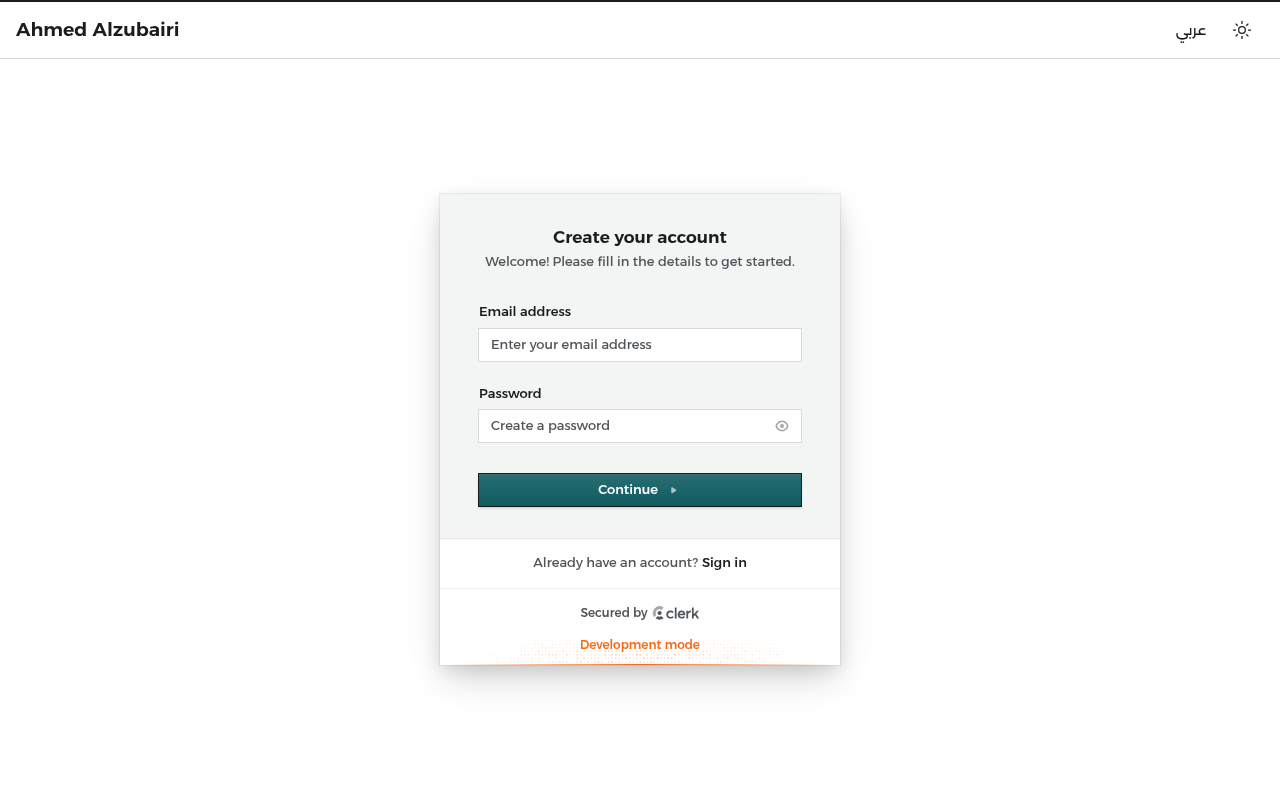 Ahmed Alzubairi
عربي
Create your account
Welcome! Please fill in the details to get started.
Email address
Enter your email address
Password
Create a password
Continue
Already have an account? Sign in
Secured by clerk
Development mode